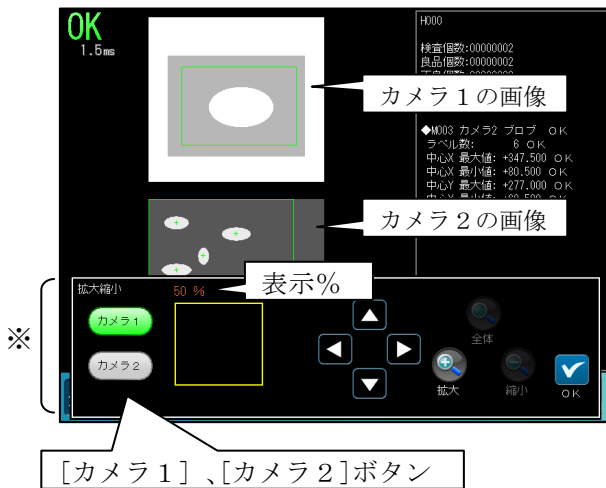 OK
1.5ms
H000
検査個数:00000002
良品個数:00000002
不良個数:00000002
カメラ1の画像
◆M003 カメラ2 ブロブ OK
ラベル数: 6 OK
中心X 最大値: +347.500 OK
中心X 最小値: +80.500 OK
中心Y 最大値: +277.000 OK
カメラ2の画像
拡大縮小
50 %
表示%
※
カメラ1
カメラ2
全体
拡大
縮小
OK
[カメラ1]、[カメラ2]ボタン